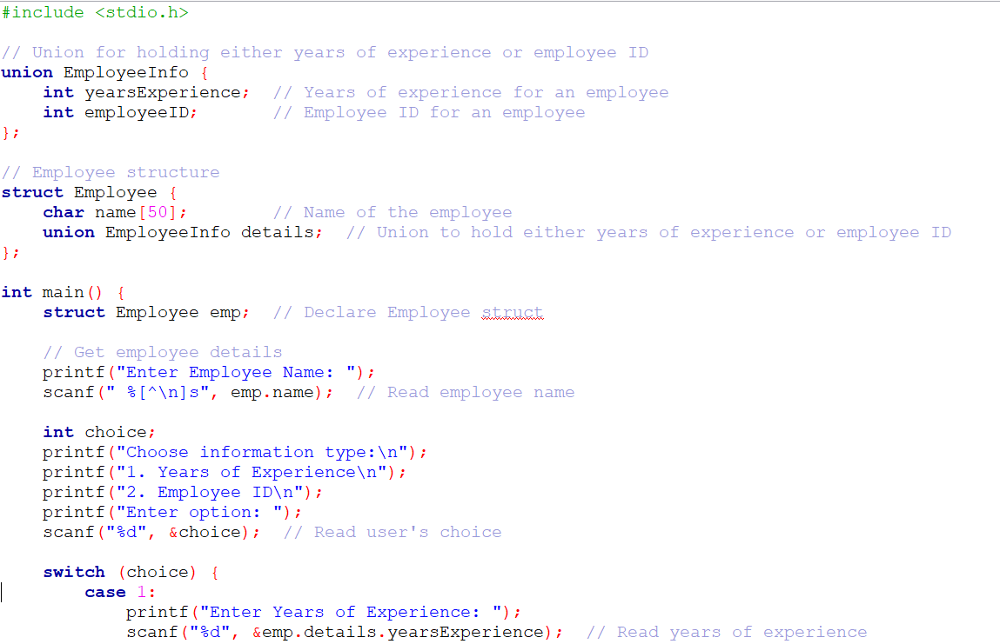 #include <stdio.h>
// Union for holding either years of experience or employee ID
union EmployeeInfo {
    int yearsExperience;  // Years of experience for an employee
    int employeeID;       // Employee ID for an employee
};
// Employee structure
struct Employee {
    char name[50];        // Name of the employee
    union EmployeeInfo details;  // Union to hold either years of experience or employee ID
};
int main() {
    struct Employee emp;  // Declare Employee struct
    // Get employee details
    printf("Enter Employee Name: ");
    scanf(" %[^\n]s", emp.name);  // Read employee name
    int choice;
    printf("Choose information type:\n");
    printf("1. Years of Experience\n");
    printf("2. Employee ID\n");
    printf("Enter option: ");
    scanf("%d", &choice);  // Read user's choice
    switch (choice) {
        case 1:
            printf("Enter Years of Experience: ");
            scanf("%d", &emp.details.yearsExperience);  // Read years of experience